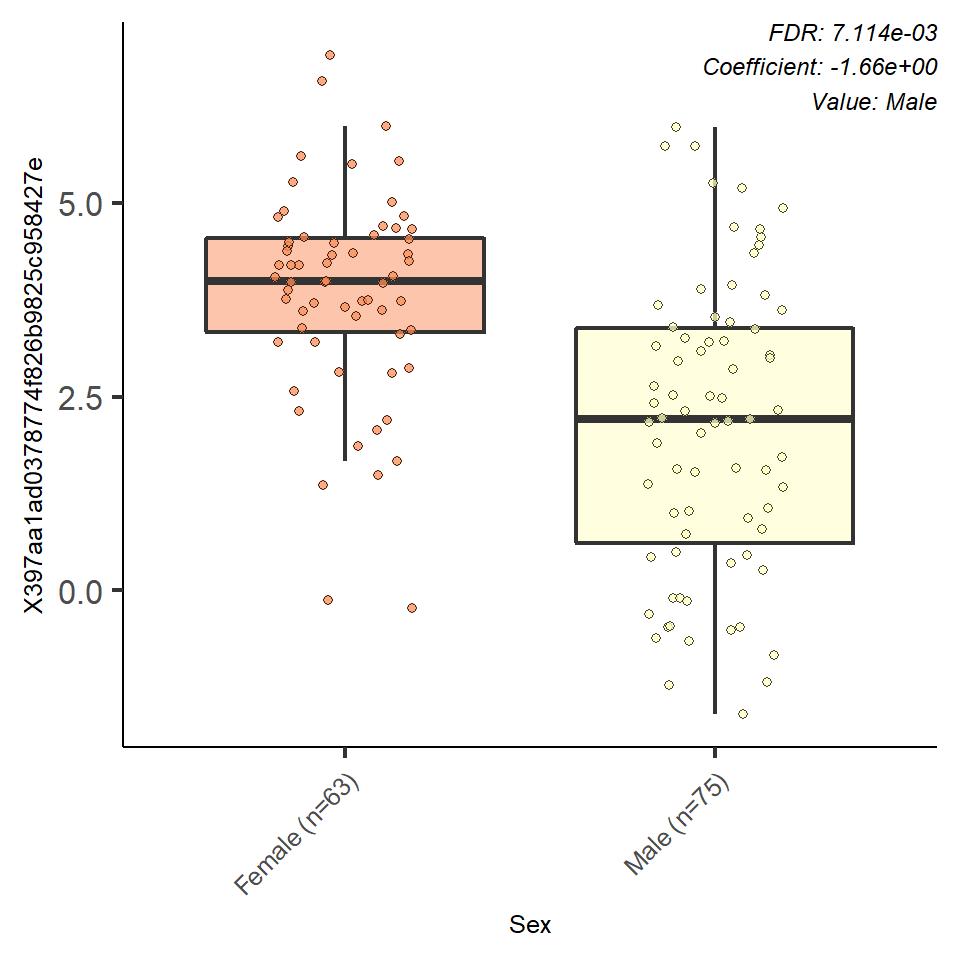 FDR: 7.114e-03
Coefficient: -1.66e+00
Value: Male
X397aa1ad0378774f826b9825c958427e
5.0
2.5
0.0
Female (n=63)
Male (n=75)
Sex